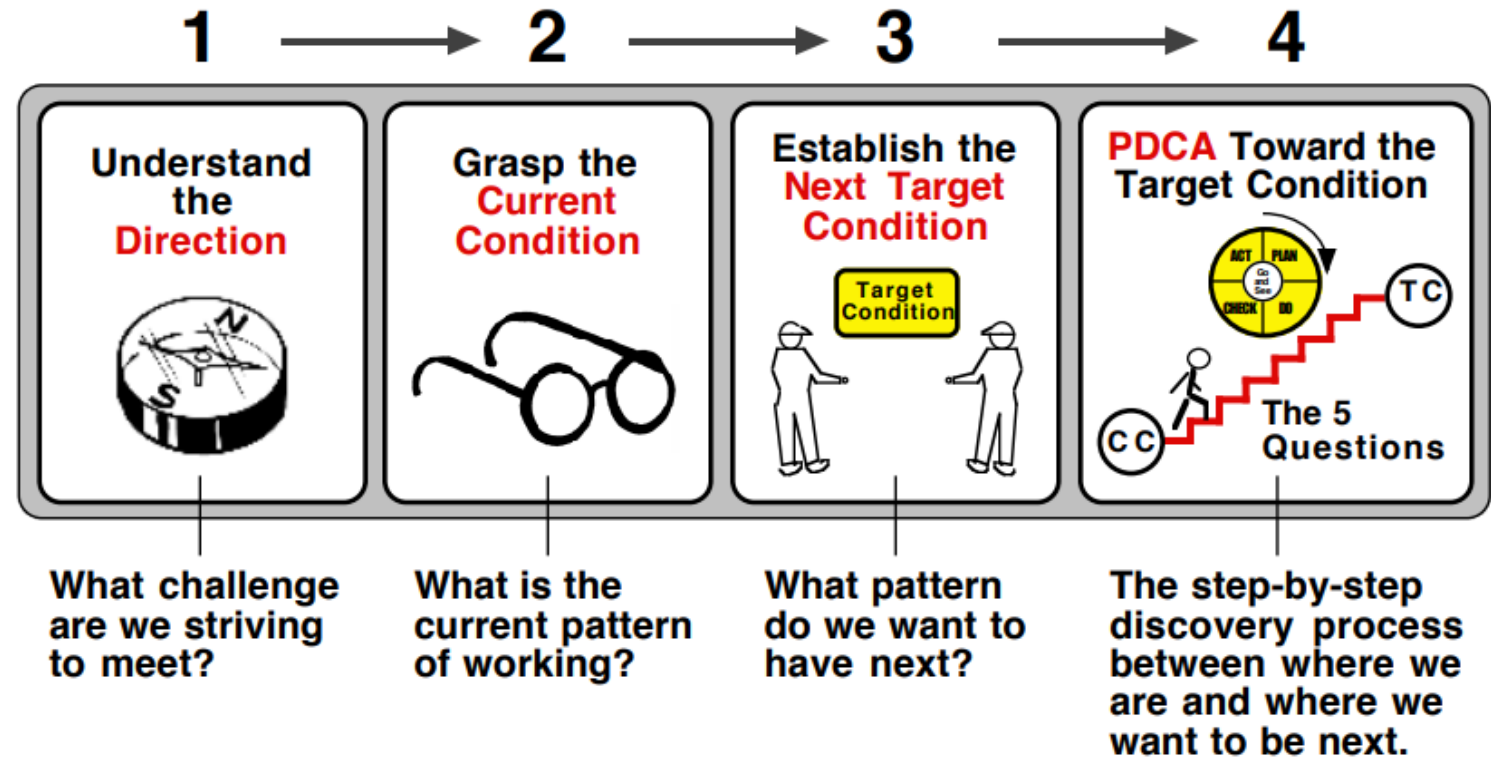 1
2
3
4
Understand
the
Direction
N
S
Grasp the
Current
Condition
Establish the
Next Target
Condition
Target
Condition
PDCA Toward the
Target Condition
ACT PLAN
Go
and
See
CHECK DO
TC
CC
The 5
Questions
What challenge
are we striving
to meet?
What is the
current pattern
of working?
What pattern
do we want to
have next?
The step-by-step
discovery process
between where we
are and where we
want to be next.